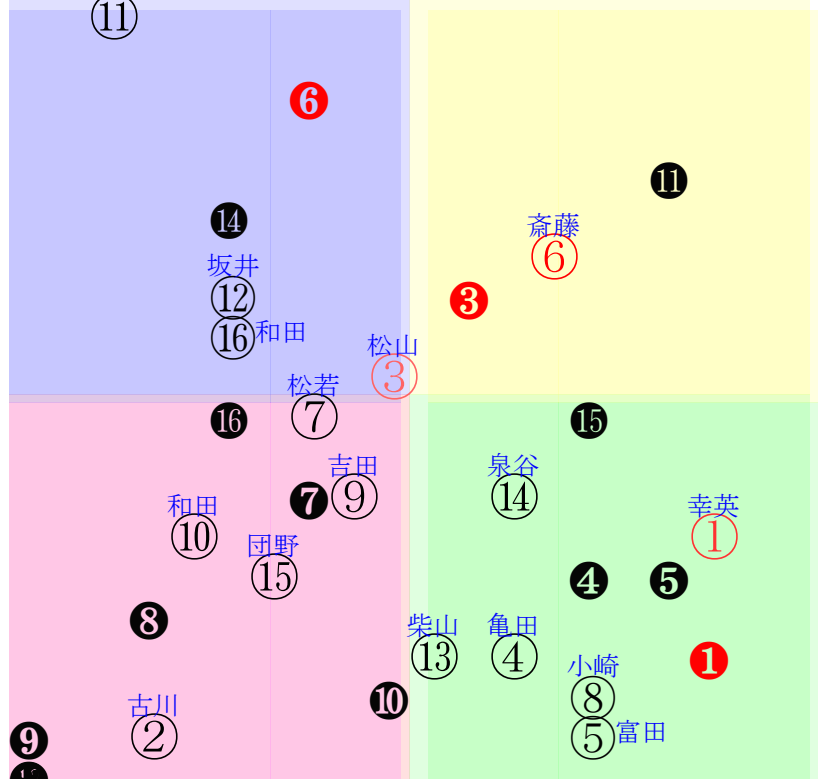 ⑪
❻
⓫
⓮
斎藤
⑥
坂井
⑫
❸
⑯和田
松山
③
松若
⑦
⓰
⓯
吉田
⑨
泉谷
⑭
❼
和田
⑩
幸英
①
団野
⑮
❹
❺
❽
柴山
⑬
亀田
④
小崎
⑧
❶
❿
古川
②
⑤富田
❾